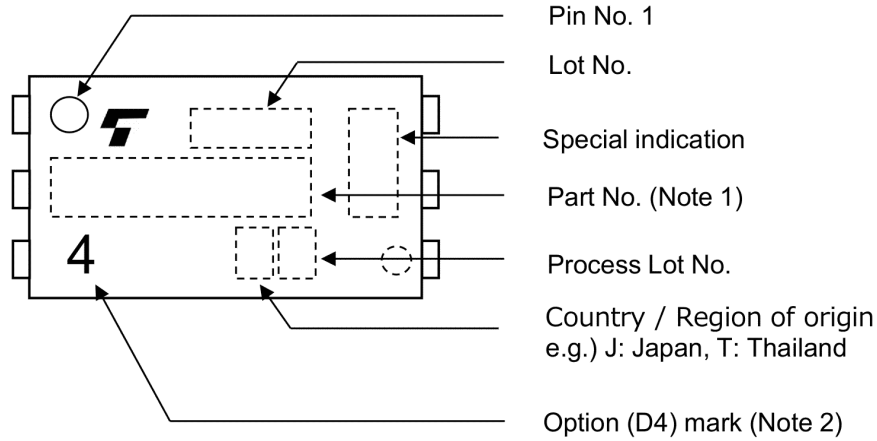 Pin No. 1
Lot No.
Special indication
Part No. (Note 1)
4
Process Lot No.
Country / Region of origin
e.g.) J: Japan, T: Thailand
Option (D4) mark (Note 2)